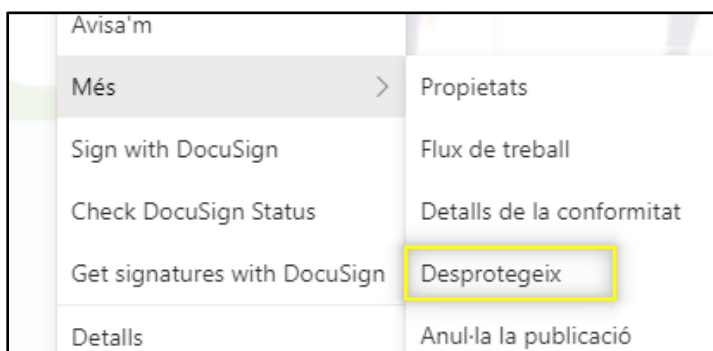 Avisa'm
Més
Propietats
Sign with DocuSign
Flux de treball
Check DocuSign Status
Detalls de la conformitat
Get signatures with DocuSign
Desprotegeix
Detalls
Anul·la la publicació